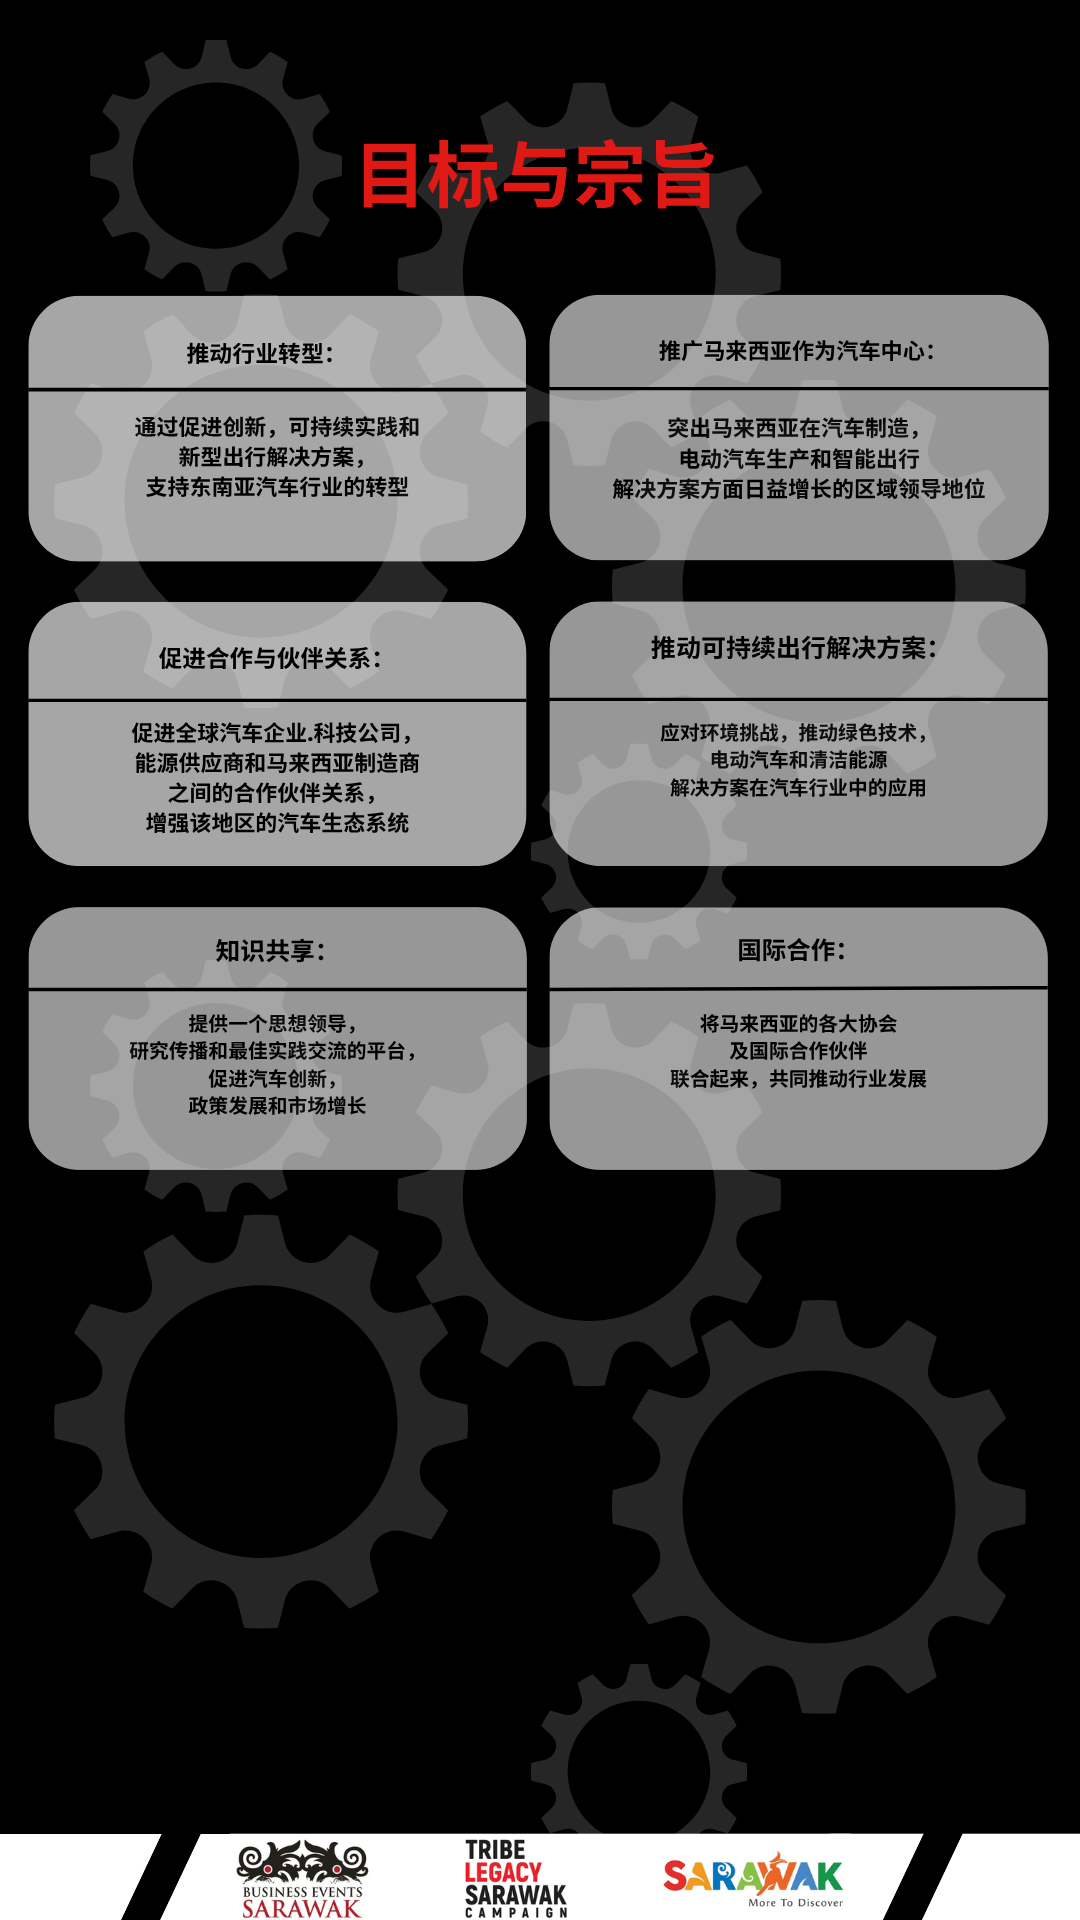 目标与宗旨
推动行业转型：
通过促进创新，可持续实践和
新型出行解决方案，
支持东南亚汽车行业的转型
推广马来西亚作为汽车中心：
突出马来西亚在汽车制造，
电动汽车生产和智能出行
解决方案方面日益增长的区域领导地位
促进合作与伙伴关系：
促进全球汽车企业.科技公司，
能源供应商和马来西亚制造商
之间的合作伙伴关系，
增强该地区的汽车生态系统
推动可持续出行解决方案：
应对环境挑战，推动绿色技术，
电动汽车和清洁能源
解决方案在汽车行业中的应用
知识共享：
提供一个思想领导，
研究传播和最佳实践交流的平台，
促进汽车创新，
政策发展和市场增长
国际合作：
将马来西亚的各大协会
及国际合作伙伴
联合起来，共同推动行业发展
BUSINESS EVENTS
SARAWAK
TRIBE
LEGACY
SARAWAK
CAMPAIGN
SARAWAK
More To Discover